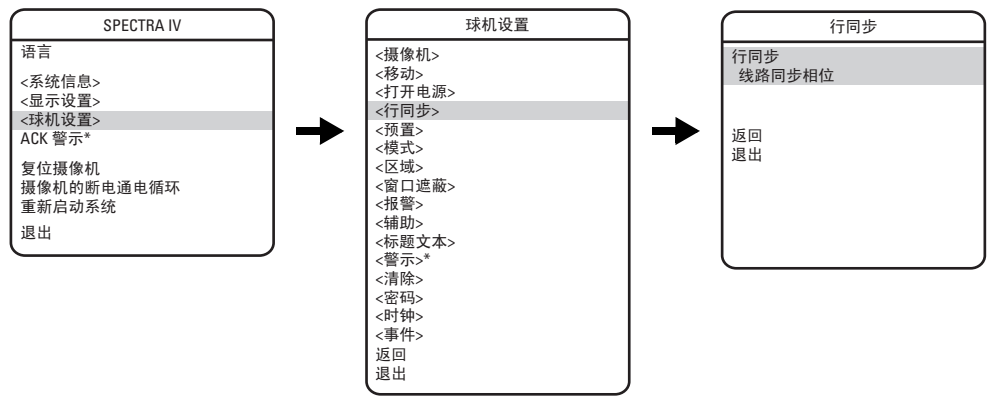 SPECTRA IV
语言
<系统信息>
<显示设置>
<球机设置>
ACK 警示*
复位摄像机
摄像机的断电通电循环
重新启动系统
退出
球机设置
<摄像机>
<移动>
<打开电源>
<行同步>
<预置>
<模式>
<区域>
<窗口遮蔽>
<报警>
<辅助>
<标题文本>
<警示>*
<清除>
<密码>
<时钟>
<事件>
返回
退出
行同步
行同步
线路同步相位
返回
退出